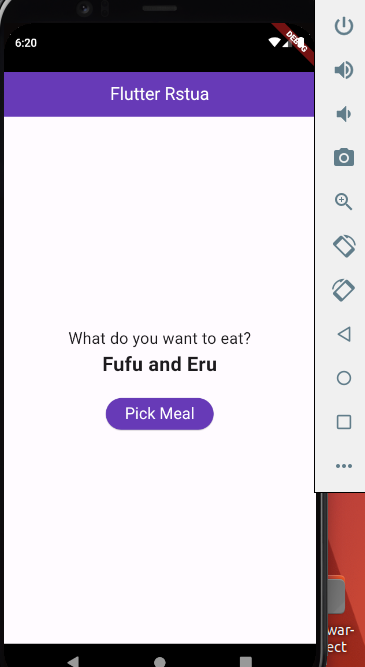 6:20
DEBUG
Flutter Rstua
What do you want to eat?
Fufu and Eru
Pick Meal
war-
ect